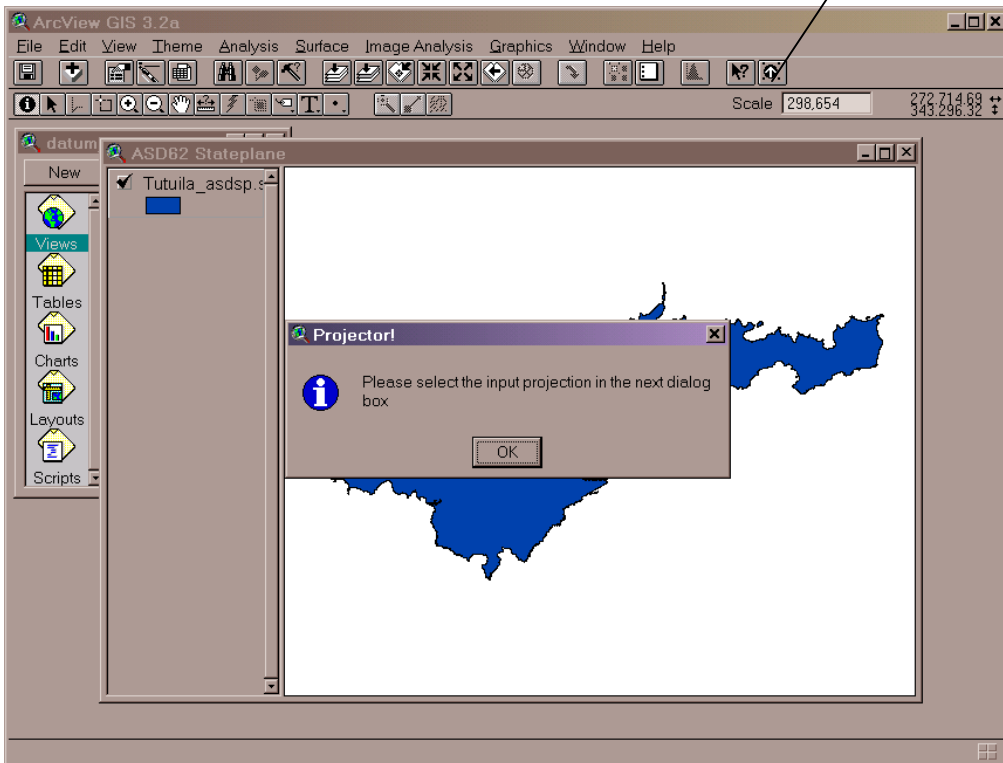 ArcView GIS 3.2a
File Edit View Theme Analysis Surface Image Analysis Graphics Window Help
Scale 298,654
272,714.69
343,296.32
datum
New
Views
Tables
Charts
Layouts
Scripts
ASD62 Stateplane
Tutuila_asdsp.s
Projector!
Please select the input projection in the next dialog
box
OK